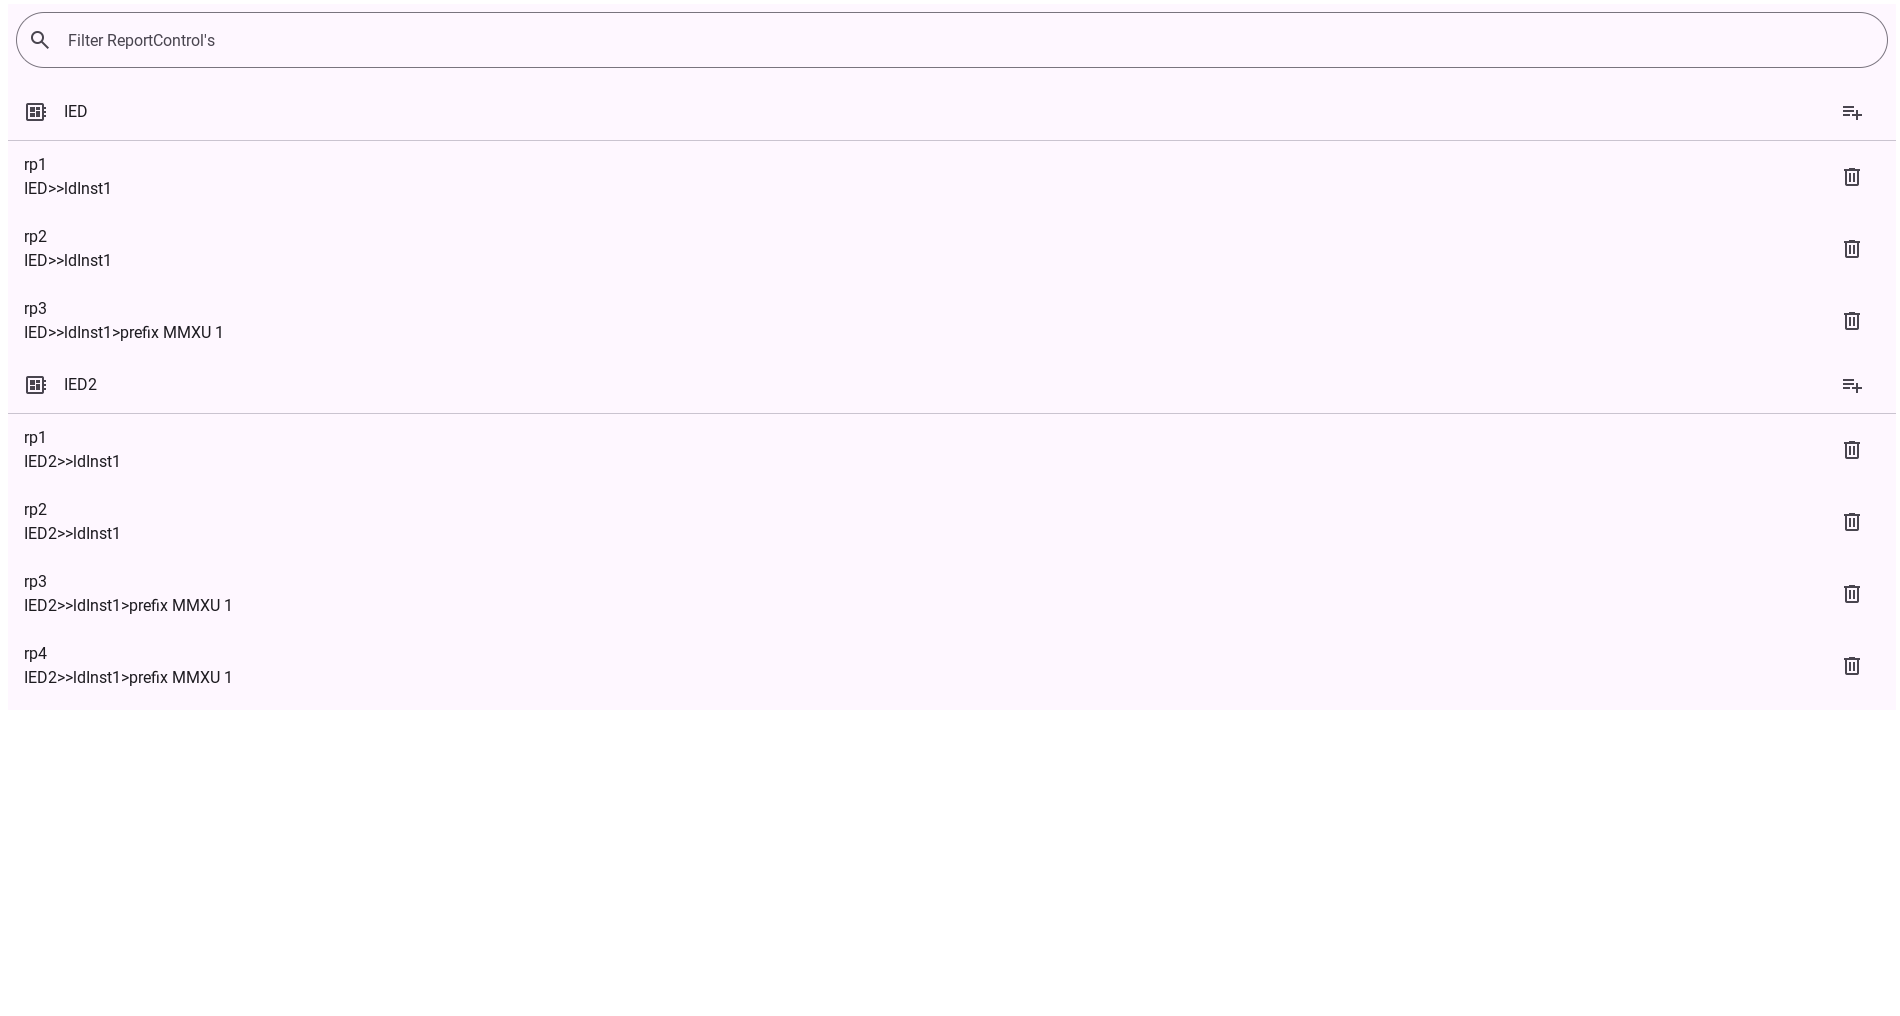 Filter ReportControl's
IED
rp1
IED>>ldInst1
rp2
IED>>ldInst1
rp3
IED>>ldInst1>prefix MMXU 1
IED2
rp1
IED2>>ldInst1
rp2
IED2>>ldInst1
rp3
IED2>>ldInst1>prefix MMXU 1
rp4
IED2>>ldInst1>prefix MMXU 1